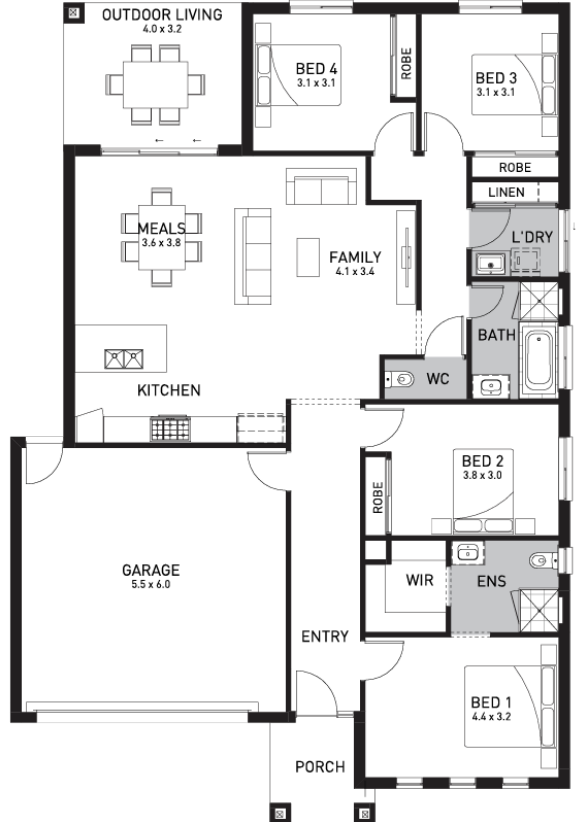 OUTDOOR LIVING
4.0 x 3.2
BED 4
3.1 x 3.1
ROBE
BED 3
3.1 x 3.1
ROBE
LINEN
MEALS
3.6 x 3.8
FAMILY
4.1 x 3.4
L'DRY
BATH
KITCHEN
WC
BED 2
3.8 x 3.0
ROBE
GARAGE
5.5 x 6.0
WIR
ENS
ENTRY
BED 1
4.4 x 3.2
PORCH